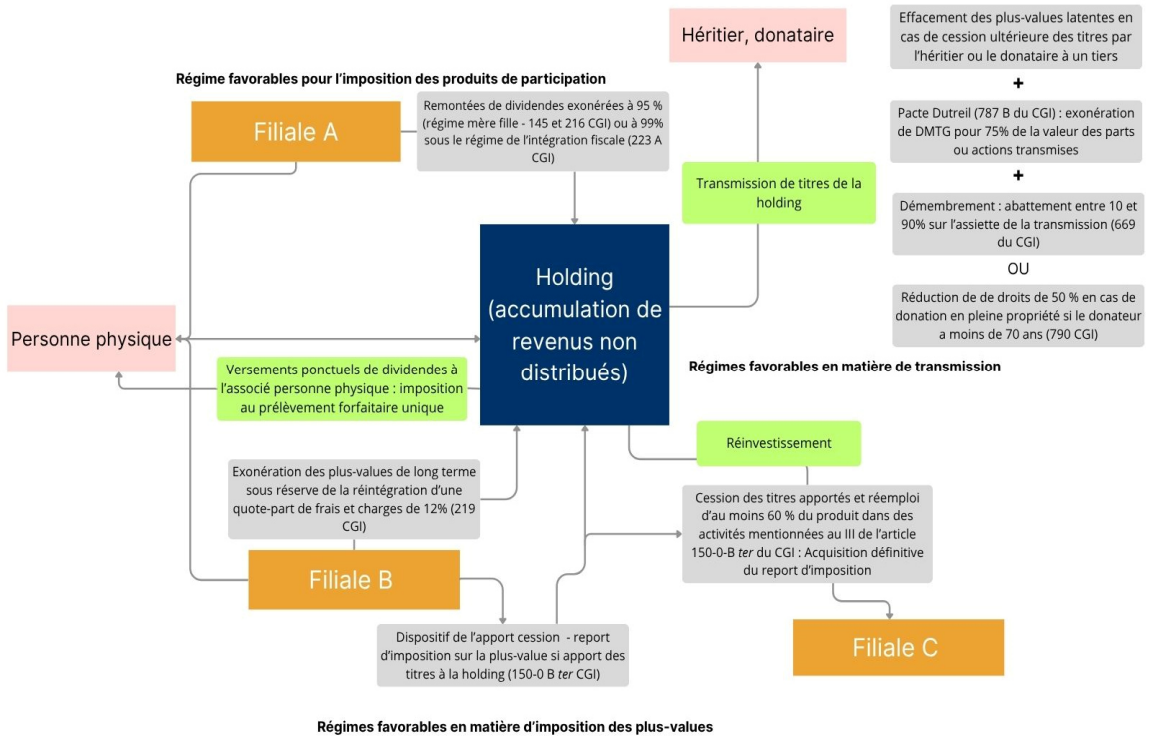 Régime favorables pour l’imposition des produits de participation
Filiale A
Remontées de dividendes exonérées à 95 %
(régime mère fille - 145 et 216 CGI) ou à 99%
sous le régime de l’intégration fiscale (223 A
CGI)
Héritier, donataire
Effacement des plus-values latentes en
cas de cession ultérieure des titres par
l’héritier ou le donataire à un tiers
+
Pacte Dutreil (787 B du CGI) : exonération
de DMTG pour 75% de la valeur des parts
ou actions transmises
+
Démembrement : abattement entre 10 et
90% sur l’assiette de la transmission (669
du CGI)
OU
Réduction de de droits de 50 % en cas de
donation en pleine propriété si le donateur
a moins de 70 ans (790 CGI)
Régimes favorables en matière de transmission
Transmission de titres de la
holding
Holding
(accumulation de
revenus non
distribués)
Personne physique
Versements ponctuels de dividendes à
l’associé personne physique : imposition
au prélèvement forfaitaire unique
Exonération des plus-values de long terme
sous réserve de la réintégration d’une
quote-part de frais et charges de 12% (219
CGI)
Filiale B
Dispositif de l’apport cession - report
d’imposition sur la plus-value si apport des
titres à la holding (150-0 B ter CGI)
Réinvestissement
Cession des titres apportés et réemploi
d’au moins 60 % du produit dans des
activités mentionnées au III de l’article
150-0-B ter du CGI : Acquisition définitive
du report d’imposition
Filiale C
Régimes favorables en matière d’imposition des plus-values